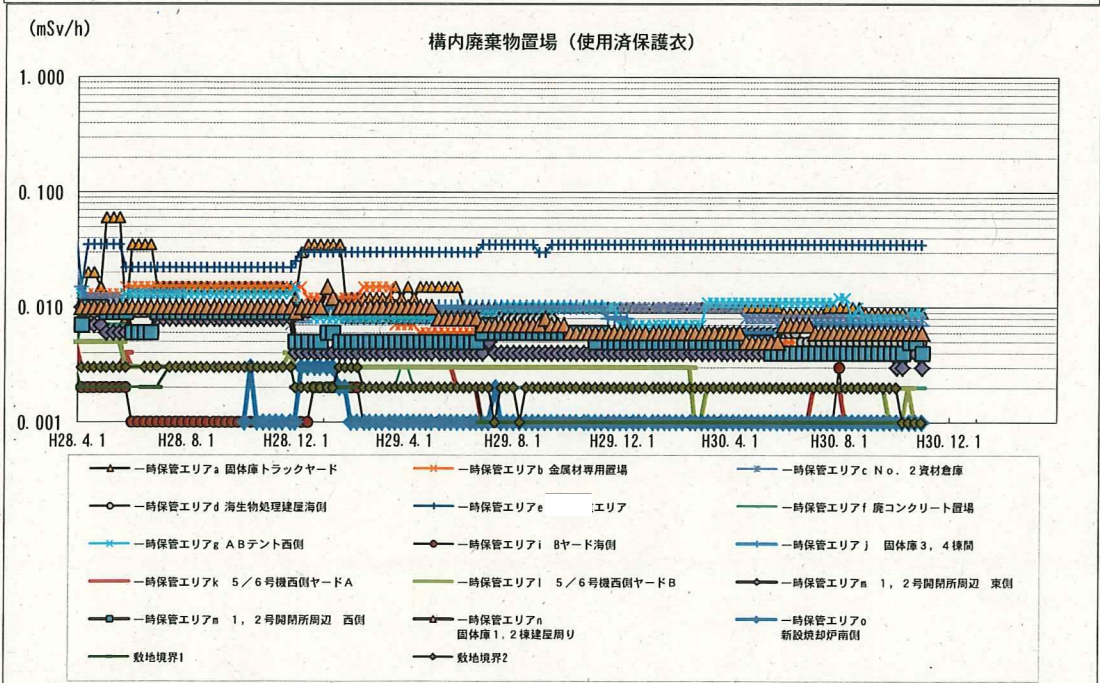 (mSv/h)
構内廃棄物置場（使用済保護衣）
1.000
0.100
0.010
0.001
H28.4.1 H28.8.1 H28.12.1 H29.4.1 H29.8.1 H29.12.1 H30.4.1 H30.8.1 H30.12.1
一時保管エリアa 固体庫トラックヤード
一時保管エリアb 金属材専用置場
一時保管エリアc No．2資材倉庫
一時保管エリアd 海生物処理建屋海側
一時保管エリアe エリア
一時保管エリアf 廃コンクリート置場
一時保管エリアg ABテント西側
一時保管エリアi Bヤード海側
一時保管エリアj 固体庫3，4棟間
一時保管エリアk 5／6号機西側ヤードA
一時保管エリアl 5／6号機西側ヤードB
一時保管エリアm 1，2号開閉所周辺 東側
一時保管エリアm 1，2号開閉所周辺 西側
一時保管エリアn
固体庫1,2棟建屋周り
一時保管エリアo
新設焼却炉南側
敷地境界1
敷地境界2